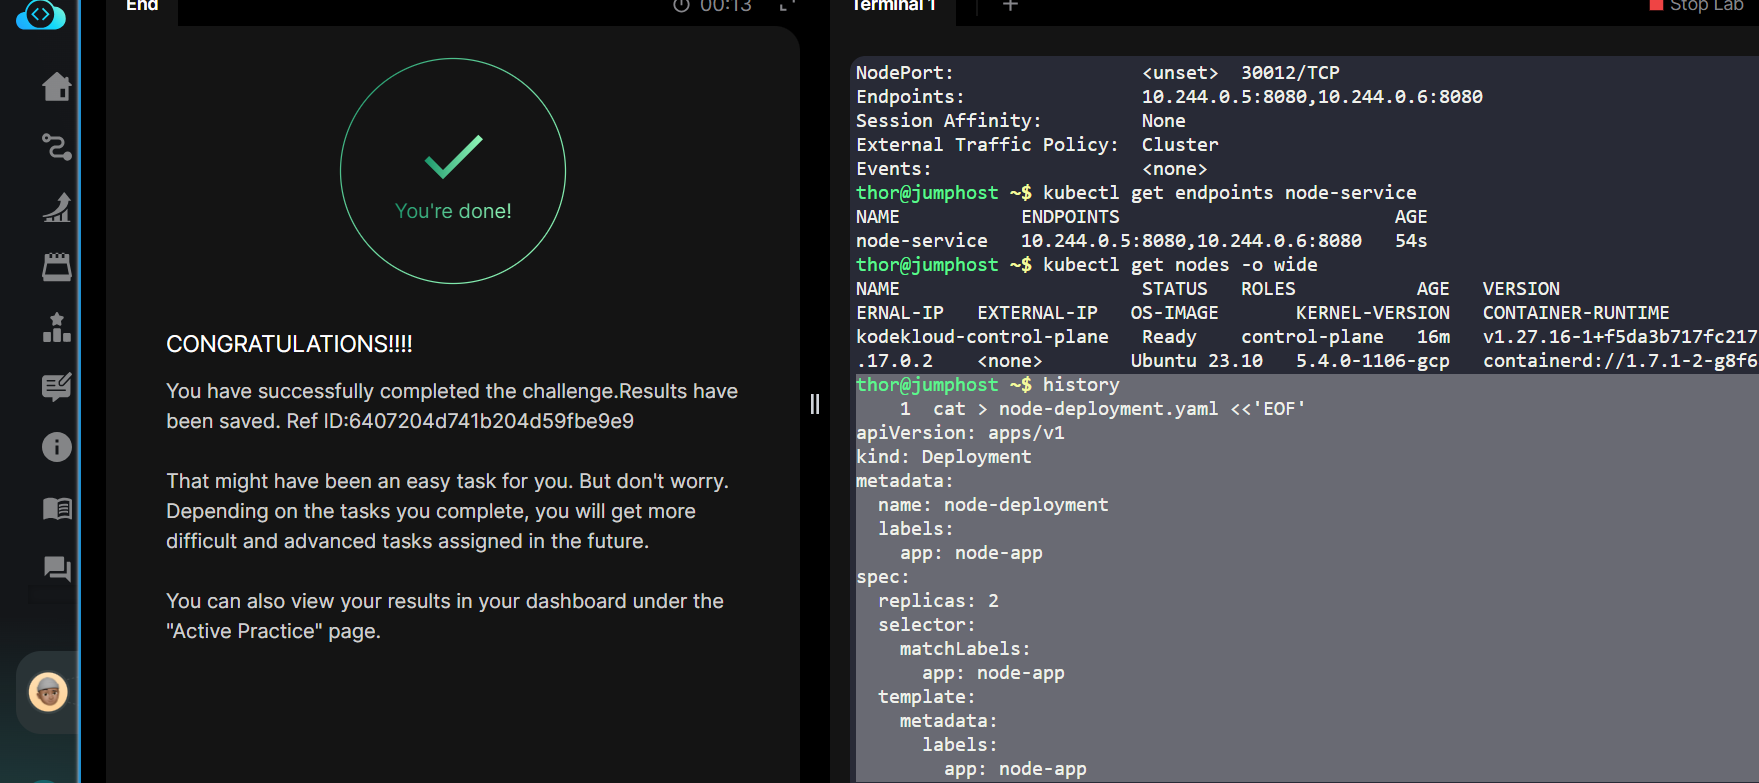 End
00:13
You're done!
CONGRATULATIONS!!!!
You have successfully completed the challenge.Results have
been saved. Ref ID:6407204d741b204d59fbe9e9
That might have been an easy task for you. But don't worry.
Depending on the tasks you complete, you will get more
difficult and advanced tasks assigned in the future.
You can also view your results in your dashboard under the
"Active Practice" page.
Terminal 1
+
Stop Lab
NodePort:                 <unset>  30012/TCP
Endpoints:                10.244.0.5:8080,10.244.0.6:8080
Session Affinity:         None
External Traffic Policy:  Cluster
Events:                   <none>
thor@jumphost ~$ kubectl get endpoints node-service
NAME           ENDPOINTS                         AGE
node-service   10.244.0.5:8080,10.244.0.6:8080   54s
thor@jumphost ~$ kubectl get nodes -o wide
NAME                      STATUS   ROLES           AGE   VERSION
ERNAL-IP   EXTERNAL-IP   OS-IMAGE       KERNEL-VERSION   CONTAINER-RUNTIME
kodekloud-control-plane   Ready    control-plane   16m   v1.27.16-1+f5da3b717fc217
.17.0.2    <none>        Ubuntu 23.10   5.4.0-1106-gcp   containerd://1.7.1-2-g8f6
thor@jumphost ~$ history
    1  cat > node-deployment.yaml <<'EOF'
apiVersion: apps/v1
kind: Deployment
metadata:
  name: node-deployment
  labels:
    app: node-app
spec:
  replicas: 2
  selector:
    matchLabels:
      app: node-app
  template:
    metadata:
      labels:
        app: node-app